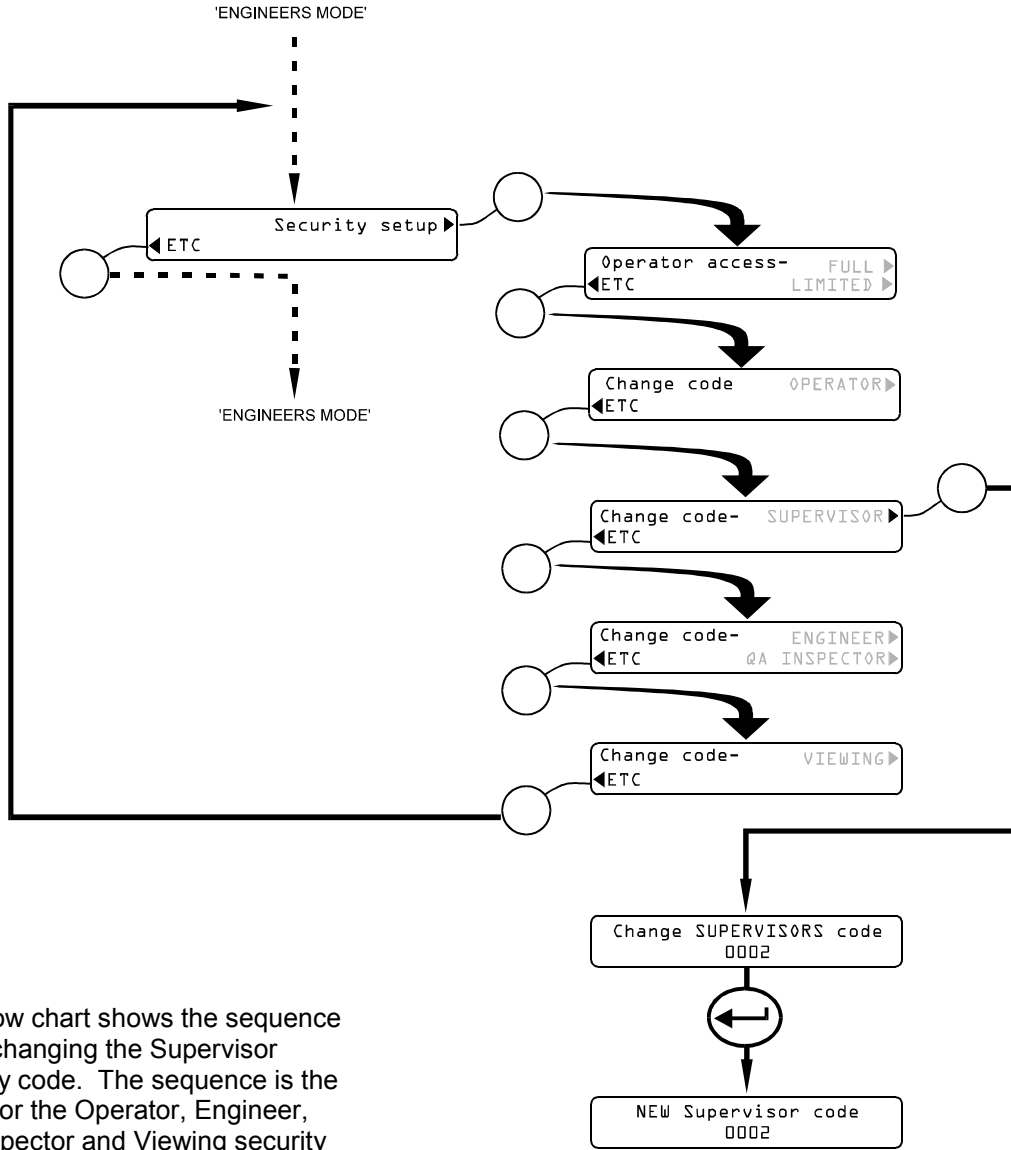 'ENGINEERS MODE'
Security setup
ETC
'ENGINEERS MODE'
Operator access- FULL
ETC LIMITED
Change code OPERATOR
ETC
Change code- SUPERVISOR
ETC
Change code- ENGINEER
ETC QA INSPECTOR
Change code- VIEWING
ETC
Change SUPERVISORS code
0002
NEW Supervisor code
0002
ow chart shows the sequence
changing the Supervisor
y code. The sequence is the
or the Operator, Engineer,
pector and Viewing security